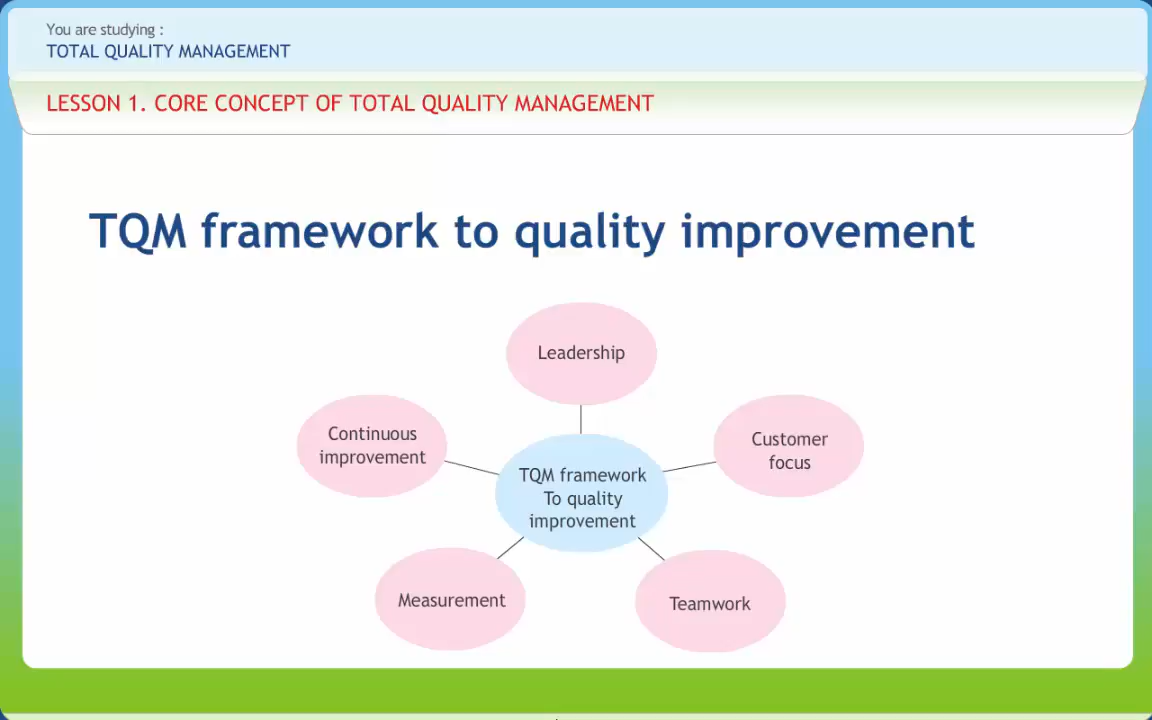 You are studying :
TOTAL QUALITY MANAGEMENT
LESSON 1. CORE CONCEPT OF TOTAL QUALITY MANAGEMENT
TQM framework to quality improvement
Leadership
Continuous
improvement
Customer
focus
TQM framework
To quality
improvement
Measurement
Teamwork